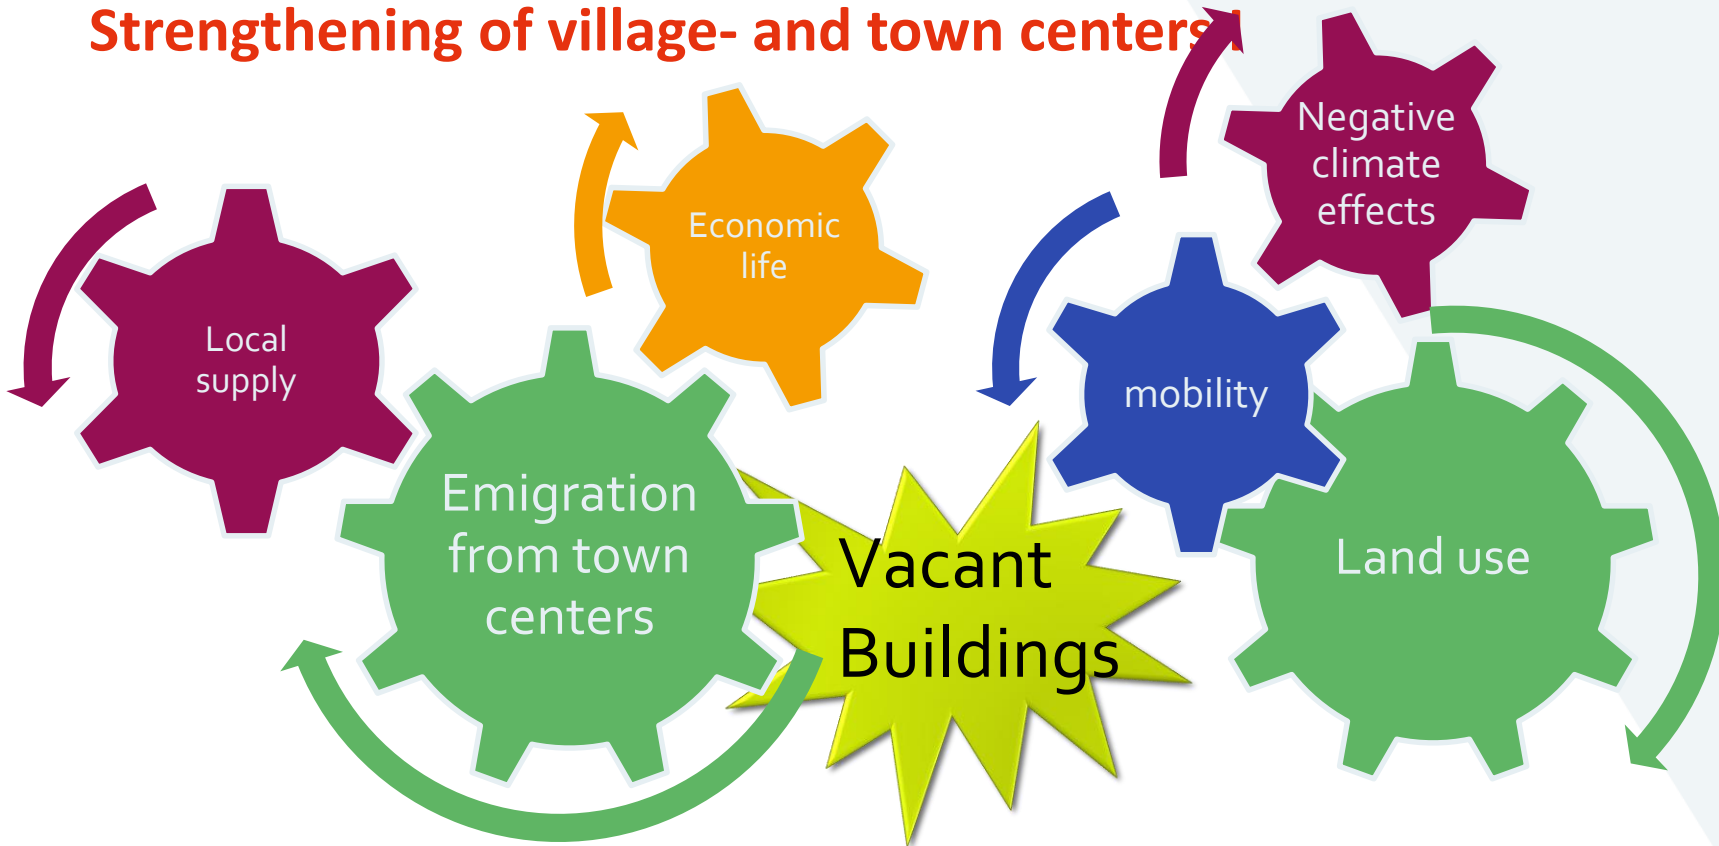 Strengthening of village- and town centers!
Negative
climate
effects
Economic
life
Local
supply
mobility
Emigration
from town
centers
Vacant
Buildings
Land use